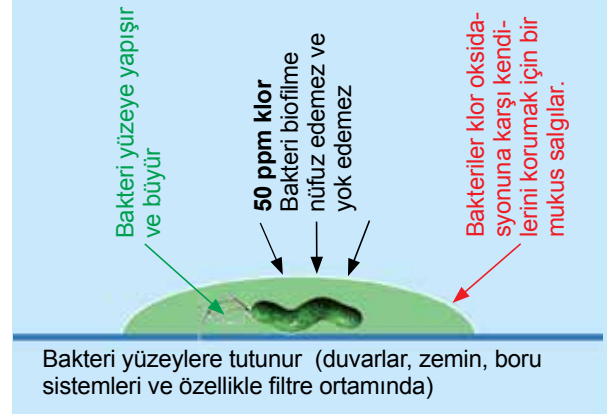 Bakteri yüzeye yapışır
ve büyür
50 ppm klor
Bakteri biofilme
nüfuz edemez ve
yok edemez
Bakteriler klor oksida-
syonuna karşı kendi-
lerini korumak için bir
mukus salgılar.
Bakteri yüzeylere tutunur (duvarlar, zemin, boru
sistemleri ve özellikle filtre ortamında)